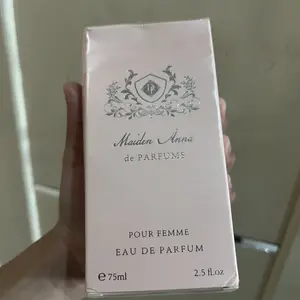 Maiden Anna
de PARFUMS
POUR FEMME
EAU DE PARFUM
℮ 75ml 2.5 fl.oz